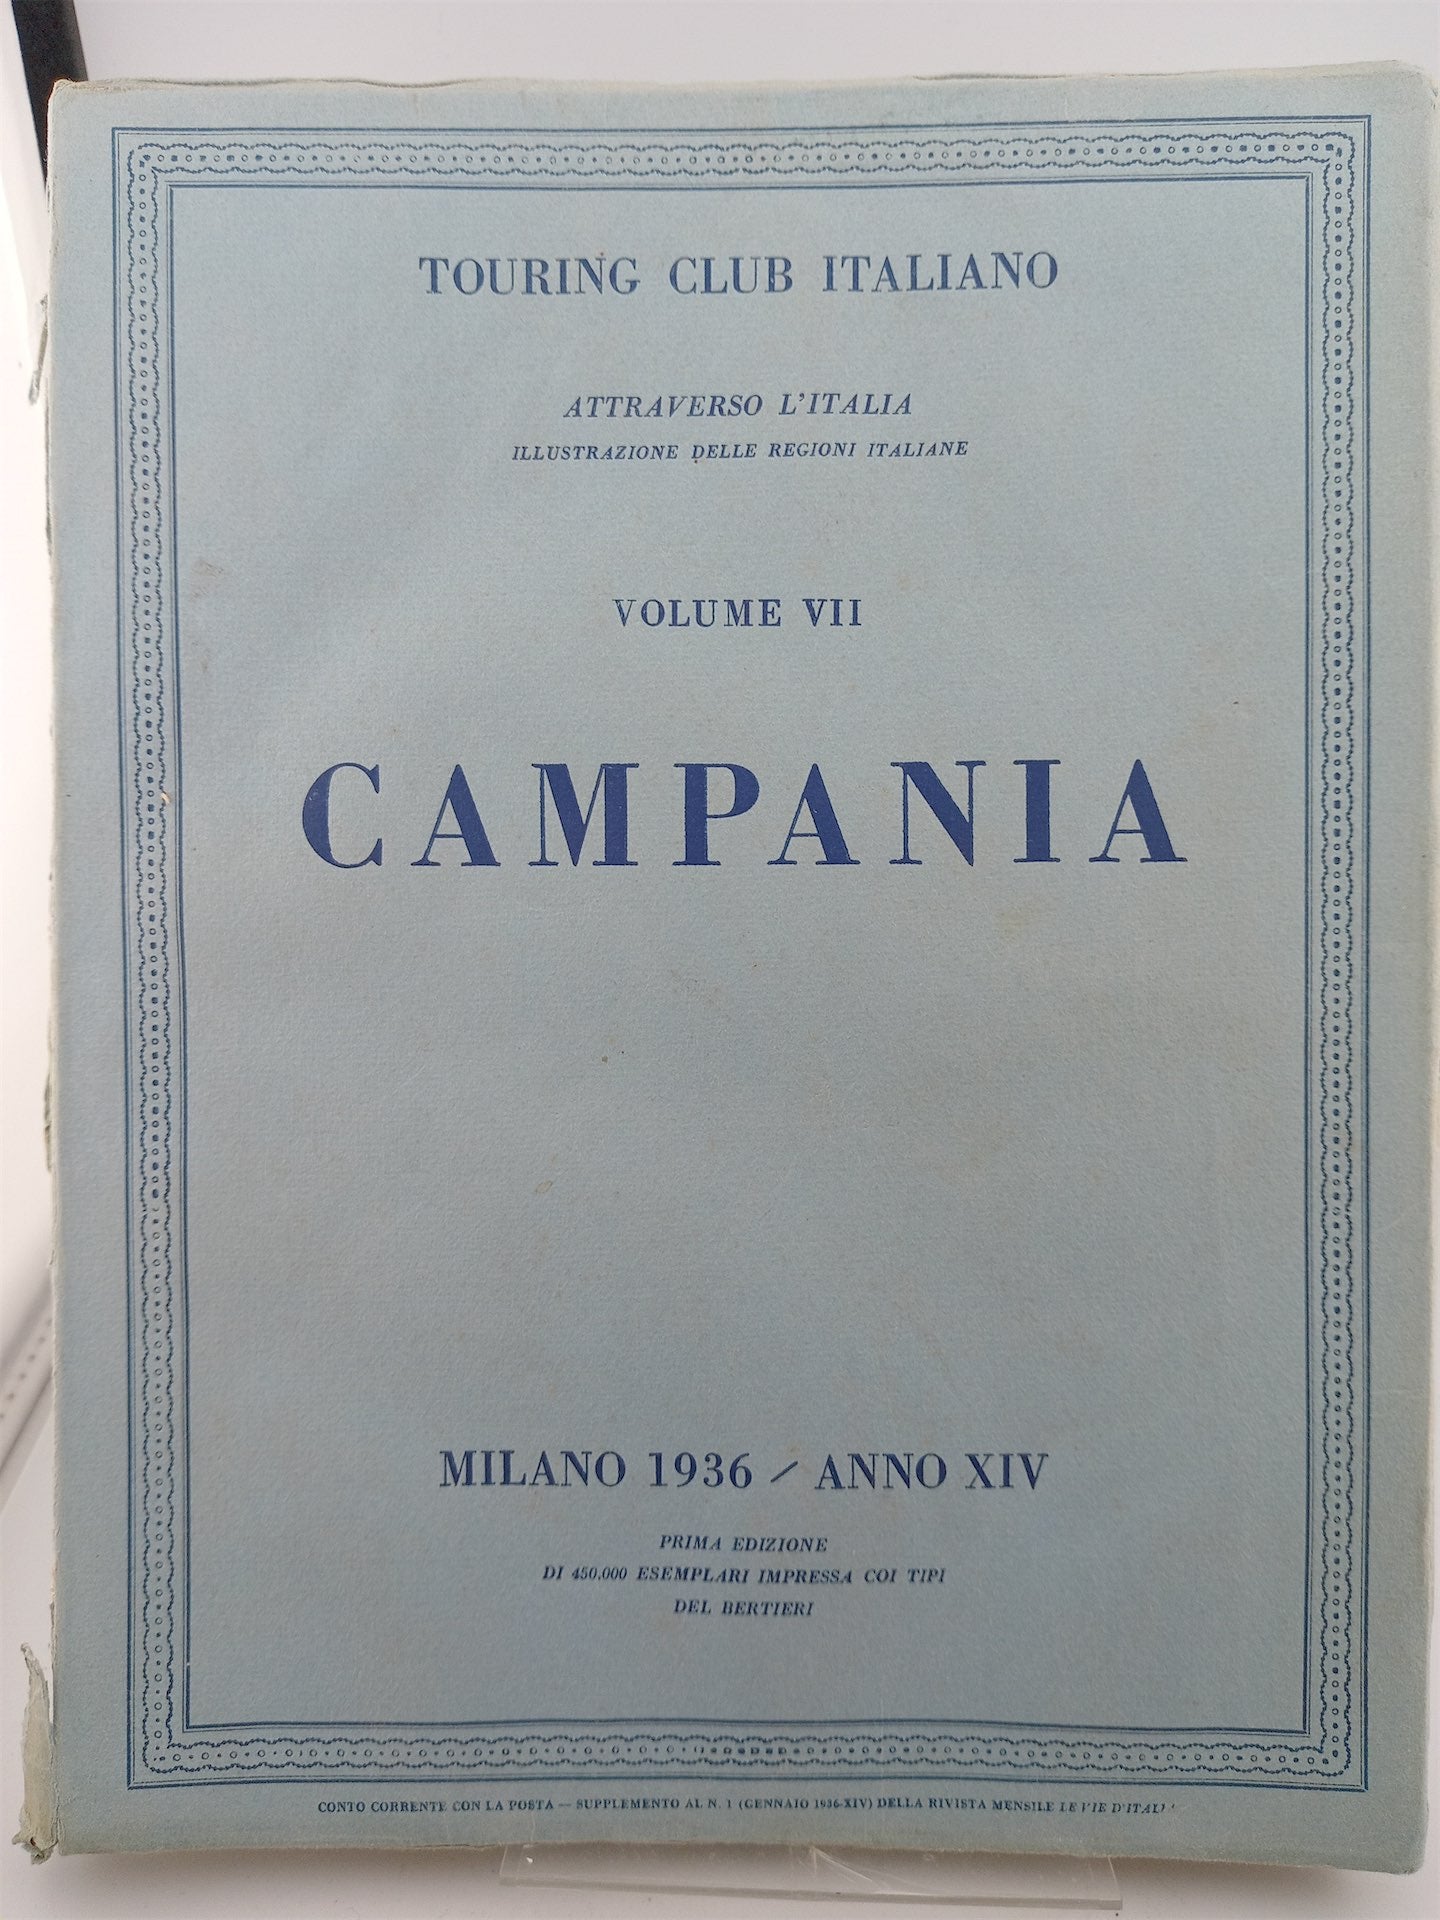 TOURING CLUB ITALIANO
ATTRAVERSO L'ITALIA
ILLUSTRAZIONE DELLE REGIONI ITALIANE
VOLUME VII
CAMPANIA
MILANO 1936 / ANNO XIV
PRIMA EDIZIONE
DI 450.000 ESEMPLARI IMPRESSA COI TIPI
DEL BERTIERI
CONTO CORRENTE CON LA POSTA — SUPPLEMENTO AL N. 1 (GENNAIO 1936-XIV) DELLA RIVISTA MENSILE LE VIE D'ITALI